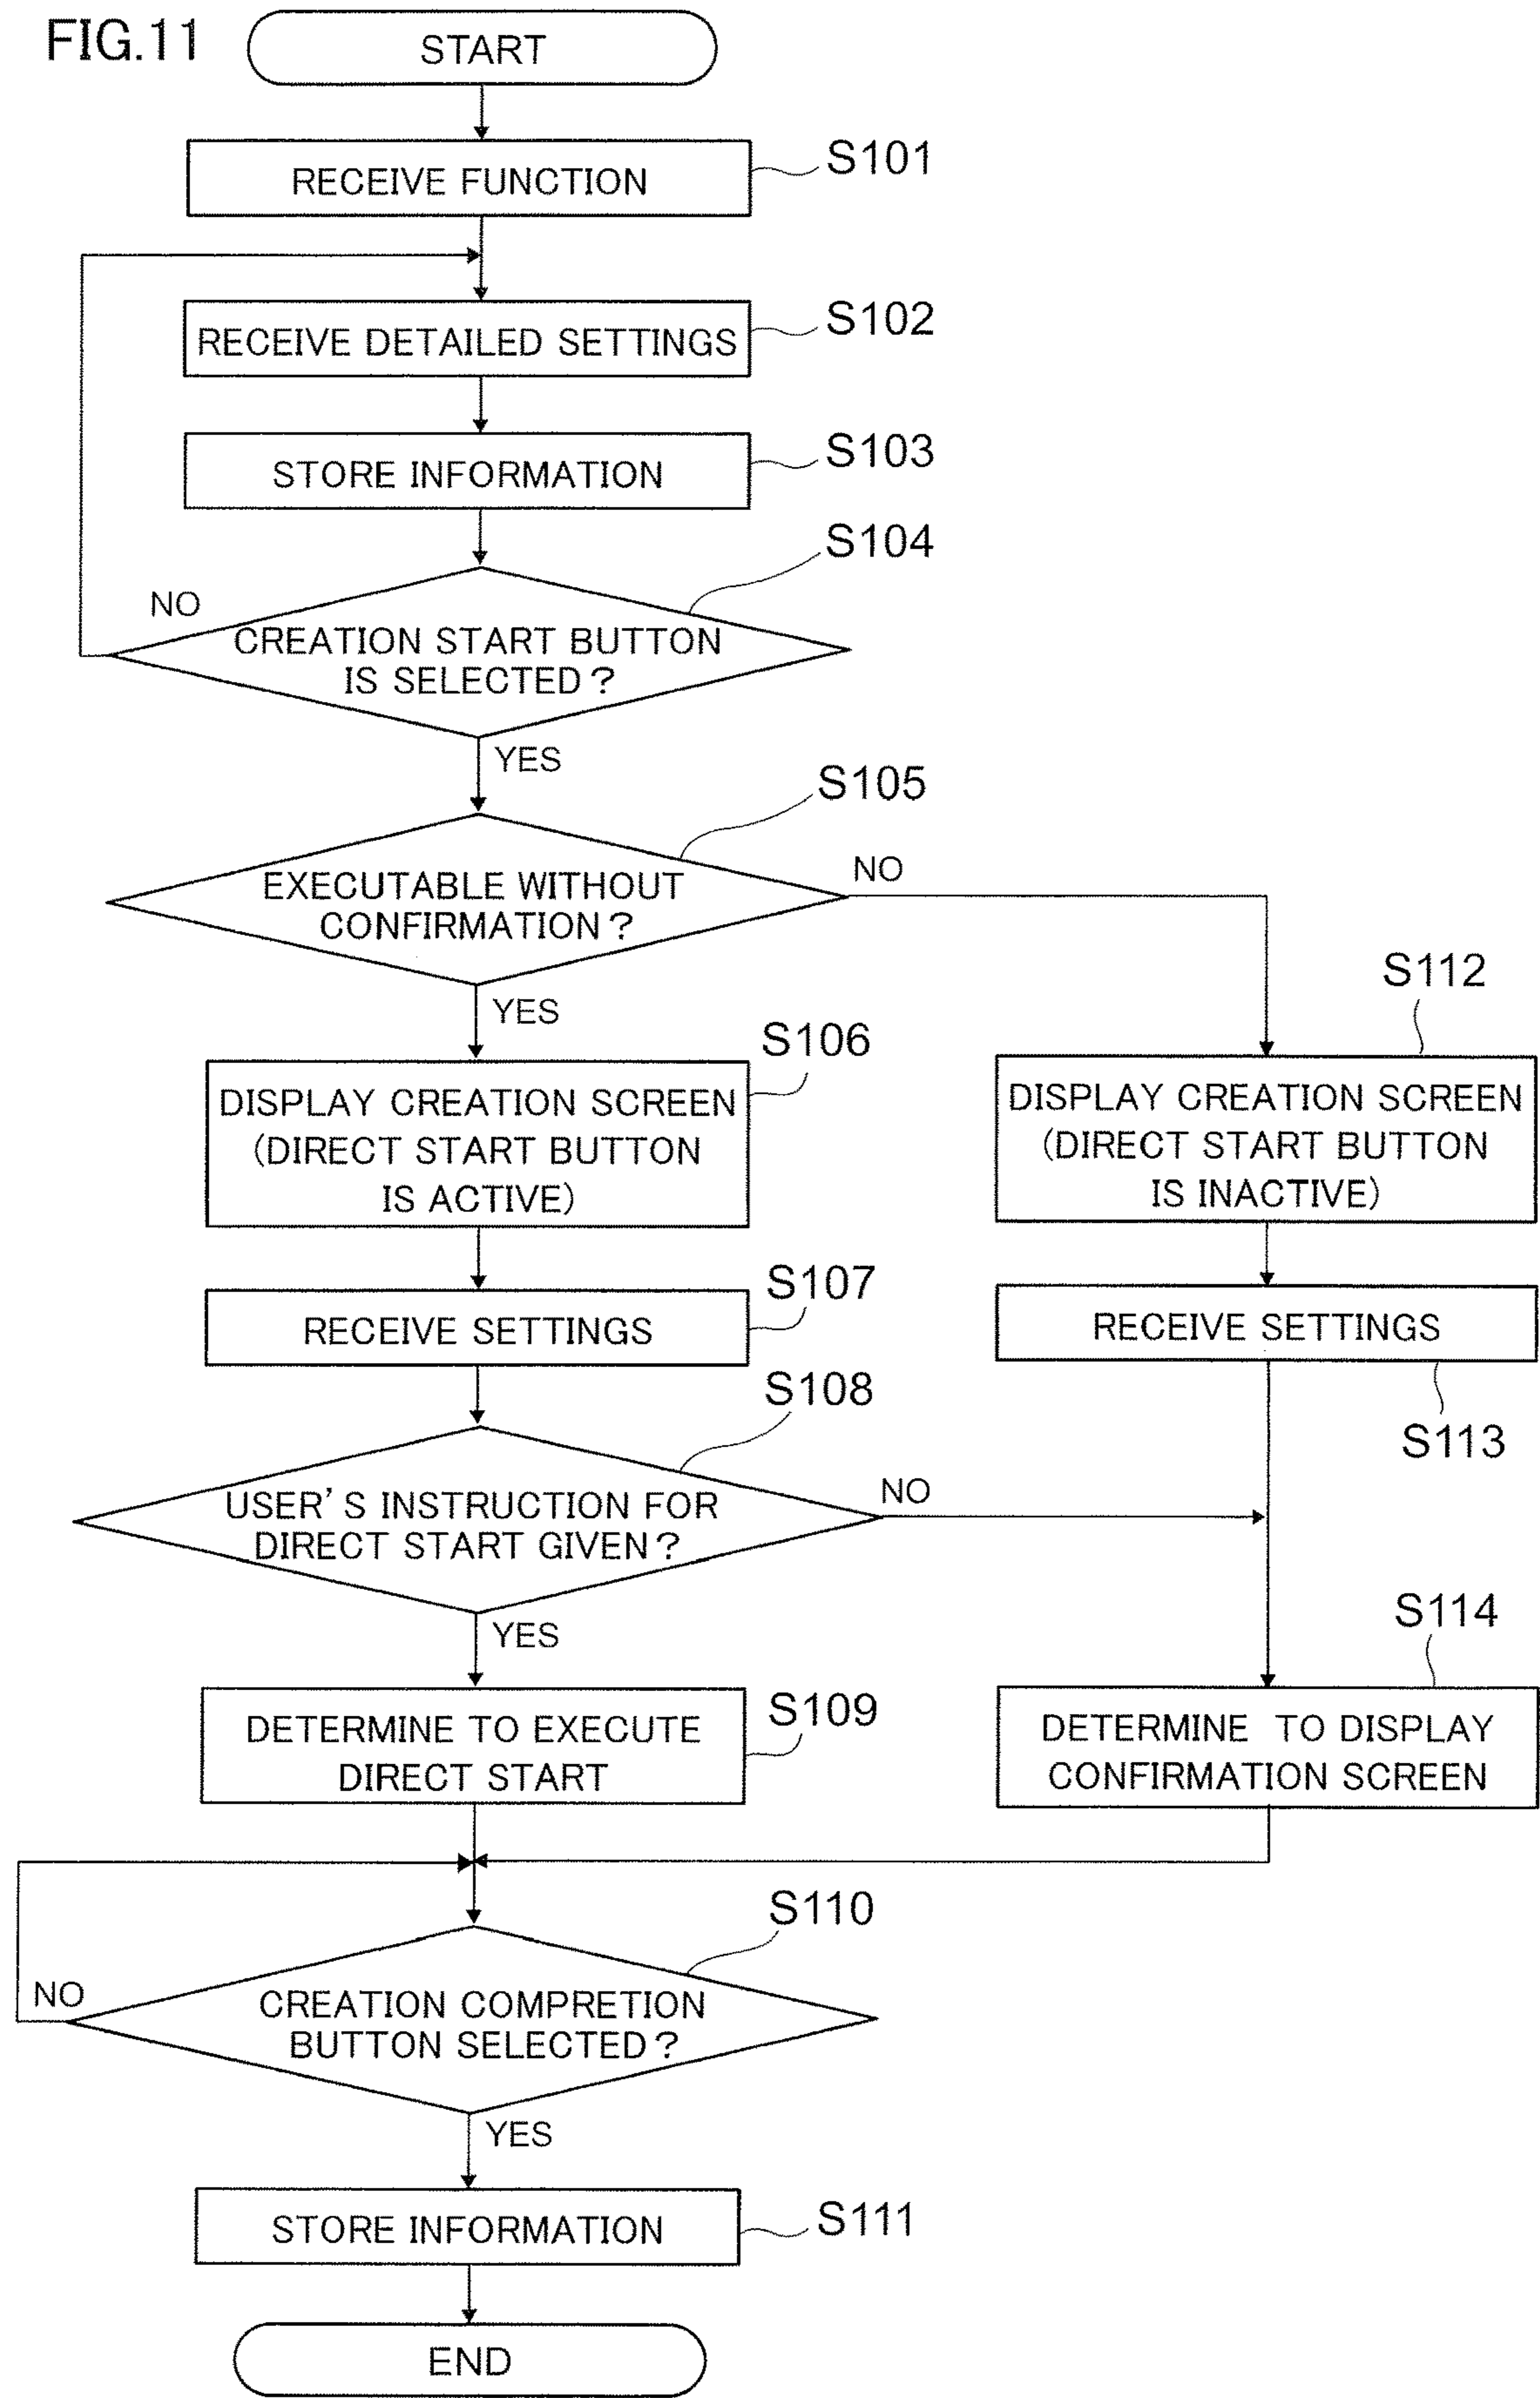 FIG.11
START
RECEIVE FUNCTION
S101
RECEIVE DETAILED SETTINGS
S102
STORE INFORMATION
S103
S104
NO
CREATION START BUTTON
IS SELECTED?
YES
S105
EXECUTABLE WITHOUT
CONFIRMATION?
NO
YES
S106
DISPLAY CREATION SCREEN
(DIRECT START BUTTON
IS ACTIVE)
S112
DISPLAY CREATION SCREEN
(DIRECT START BUTTON
IS INACTIVE)
S107
RECEIVE SETTINGS
RECEIVE SETTINGS
S113
S108
USER'S INSTRUCTION FOR
DIRECT START GIVEN?
NO
YES
S109
DETERMINE TO EXECUTE
DIRECT START
S114
DETERMINE TO DISPLAY
CONFIRMATION SCREEN
S110
NO
CREATION COMPRETION
BUTTON SELECTED?
YES
STORE INFORMATION
S111
END